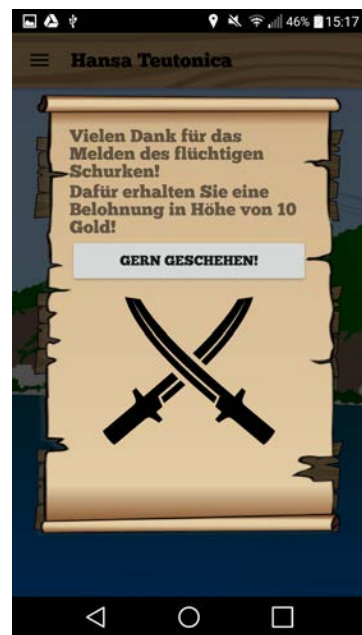 46% 15:17
Hansa Teutonica
Vielen Dank für das
Melden des flüchtigen
Schurken!
Dafür erhalten Sie eine
Belohnung in Höhe von 10
Gold!
GERN GESCHEHEN!